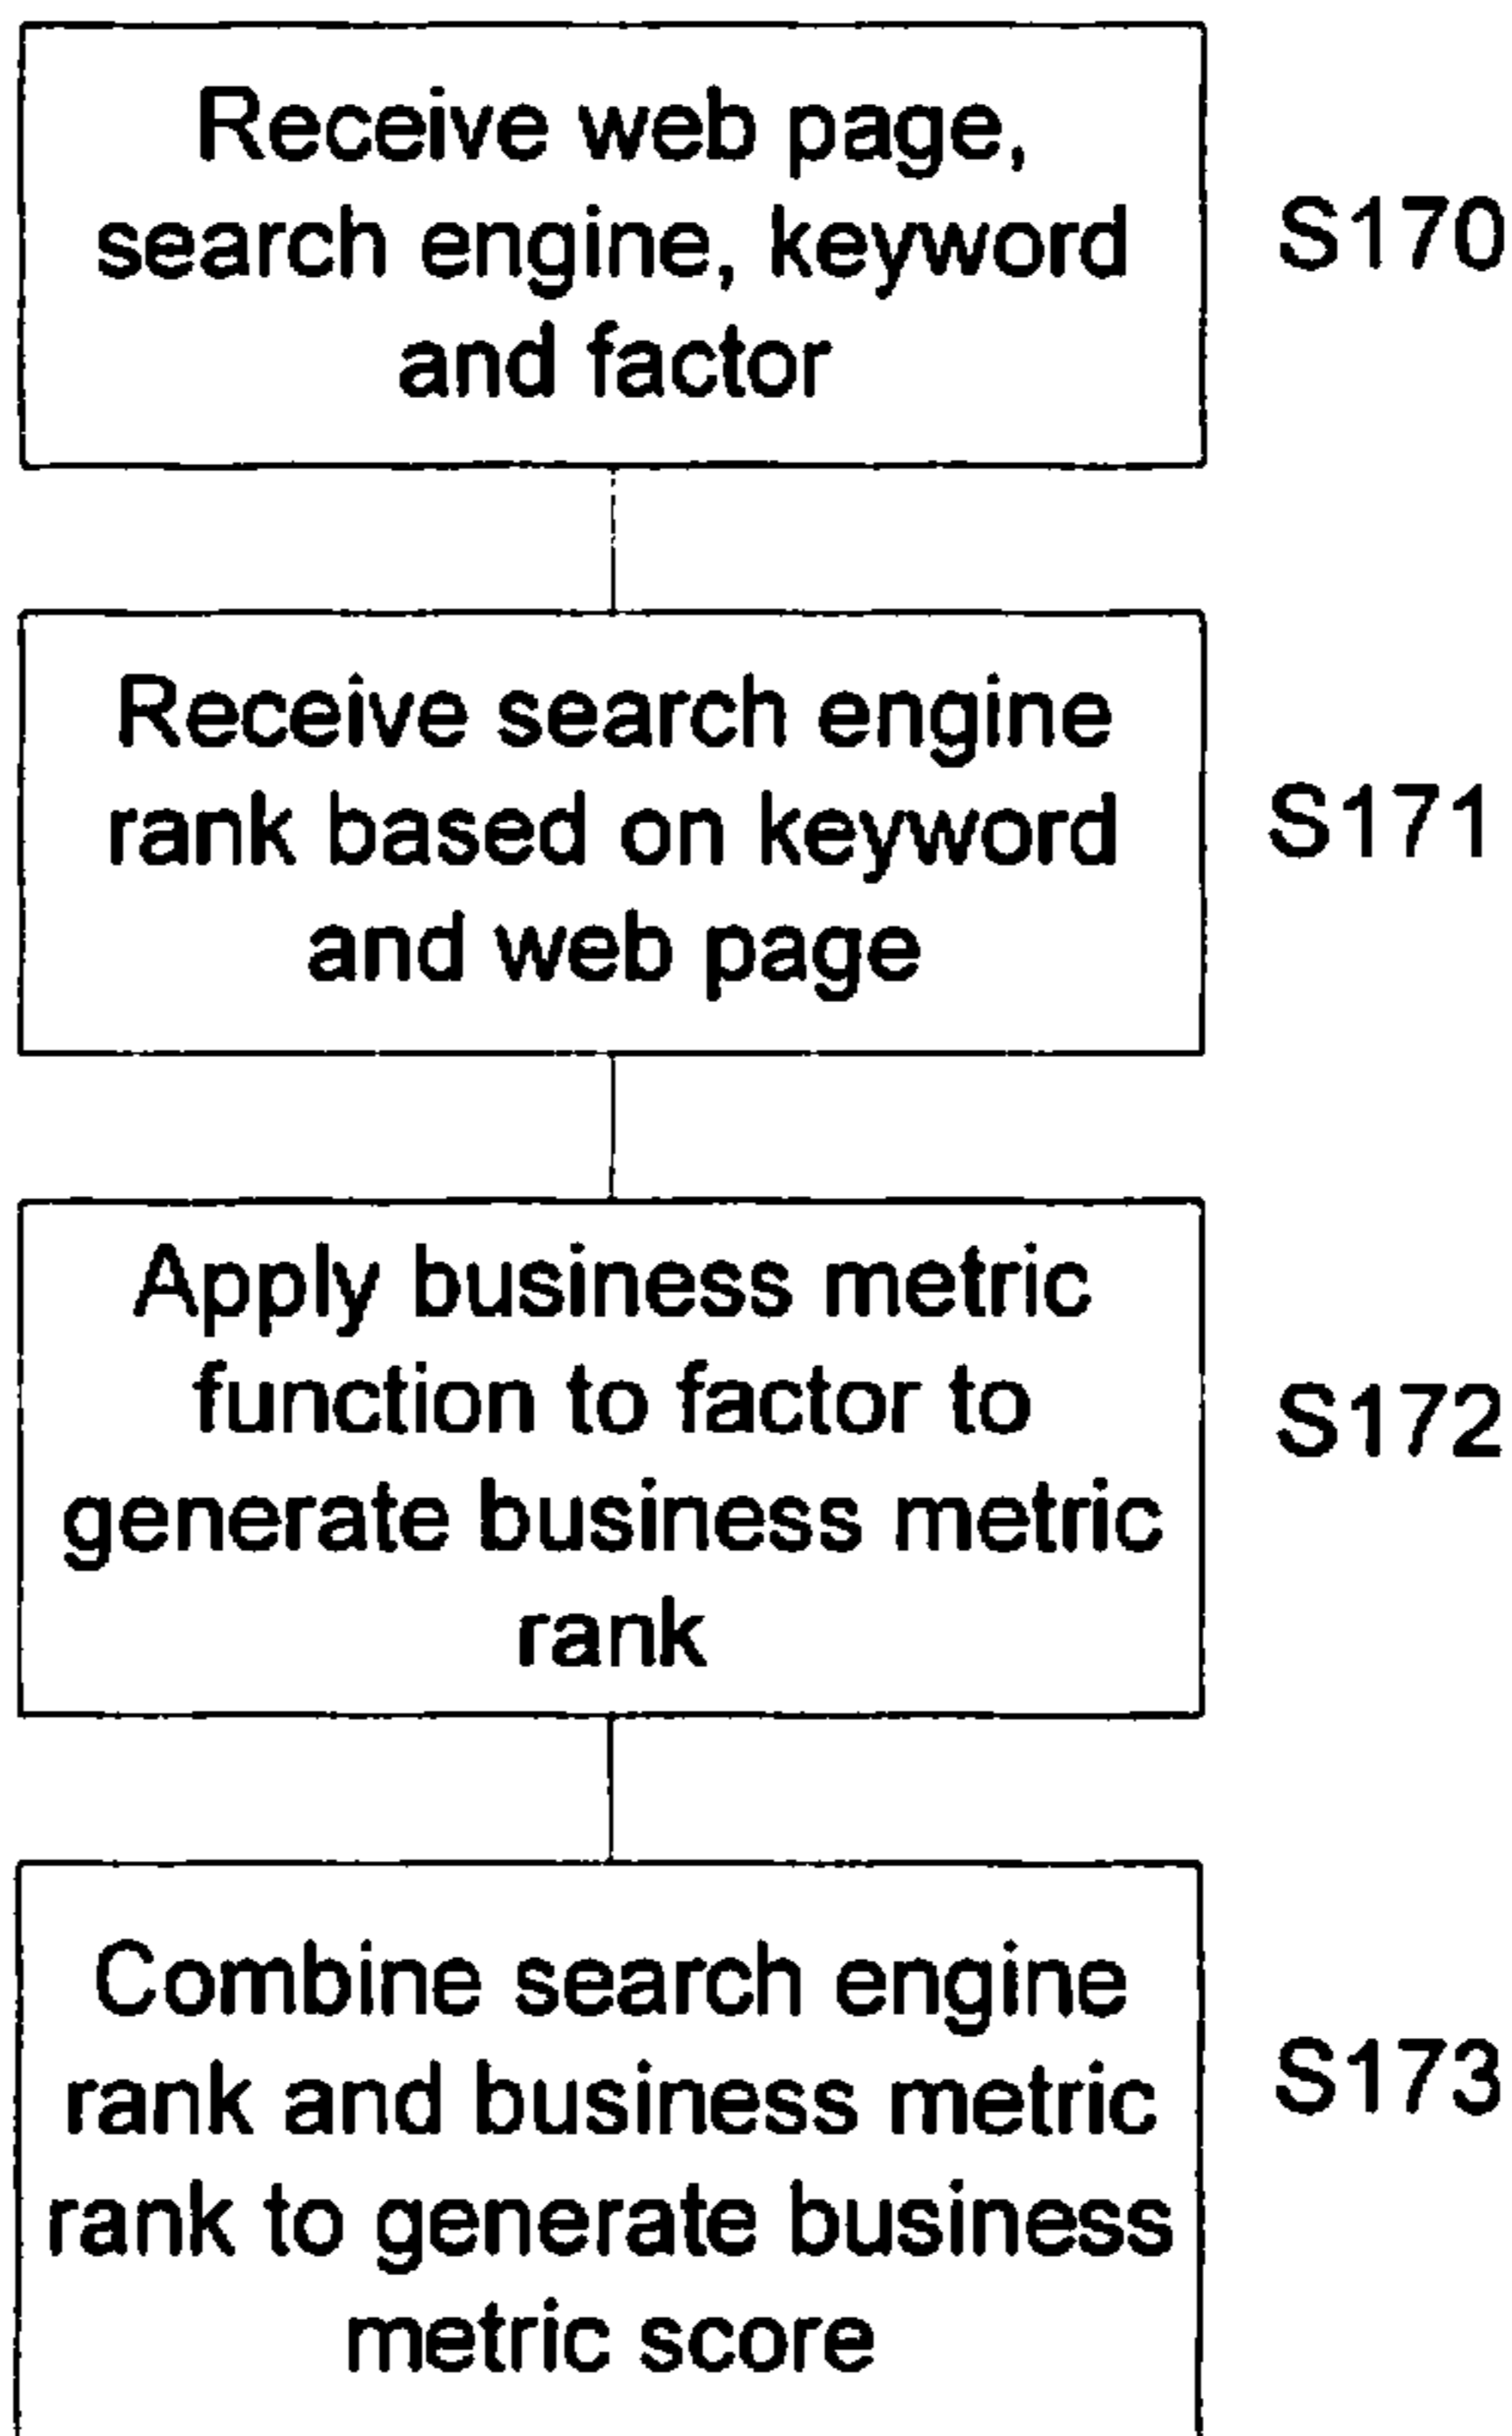 Receive web page,
search engine, keyword
and factor
S170
Receive search engine
rank based on keyword
and web page
S171
Apply business metric
function to factor to
generate business metric
rank
S172
Combine search engine
rank and business metric
rank to generate business
metric score
S173